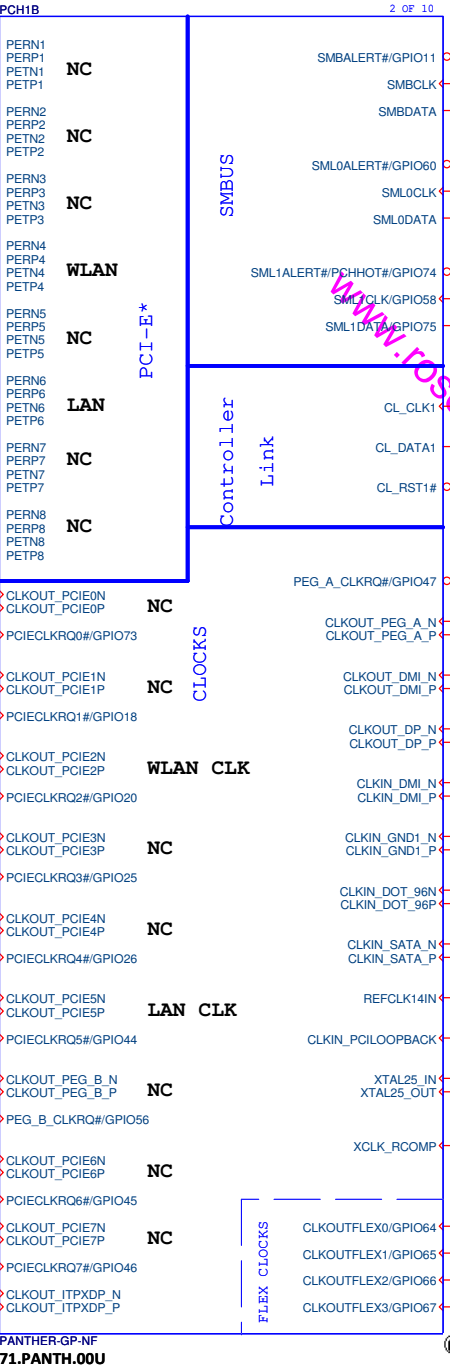 PCH1B
2 OF 10
PERN1
PERP1
PETN1
PETP1
NC
PERN2
PERP2
PETN2
PETP2
NC
PERN3
PERP3
PETN3
PETP3
NC
PERN4
PERP4
PETN4
PETP4
WLAN
PERN5
PERP5
PETN5
PETP5
NC
PERN6
PERP6
PETN6
PETP6
LAN
PERN7
PERP7
PETN7
PETP7
NC
PERN8
PERP8
PETN8
PETP8
NC
PCI-E*
SMBUS
SMBALERT#/GPIO11
SMBCLK
SMBDATA
SML0ALERT#/GPIO60
SML0CLK
SML0DATA
SML1ALERT#/PCHHOT#/GPIO74
SML1CLK/GPIO58
SML1DATA/GPIO75
Controller
Link
CL_CLK1
CL_DATA1
CL_RST1#
CLOCKS
CLKOUT_PCIE0N
CLKOUT_PCIE0P
NC
PCIECLKRQ0#/GPIO73
CLKOUT_PCIE1N
CLKOUT_PCIE1P
NC
PCIECLKRQ1#/GPIO18
CLKOUT_PCIE2N
CLKOUT_PCIE2P
WLAN CLK
PCIECLKRQ2#/GPIO20
CLKOUT_PCIE3N
CLKOUT_PCIE3P
NC
PCIECLKRQ3#/GPIO25
CLKOUT_PCIE4N
CLKOUT_PCIE4P
NC
PCIECLKRQ4#/GPIO26
CLKOUT_PCIE5N
CLKOUT_PCIE5P
LAN CLK
PCIECLKRQ5#/GPIO44
CLKOUT_PEG_B_N
CLKOUT_PEG_B_P
NC
PEG_B_CLKRQ#/GPIO56
CLKOUT_PCIE6N
CLKOUT_PCIE6P
NC
PCIECLKRQ6#/GPIO45
CLKOUT_PCIE7N
CLKOUT_PCIE7P
NC
PCIECLKRQ7#/GPIO46
CLKOUT_ITPXDP_N
CLKOUT_ITPXDP_P
PEG_A_CLKRQ#/GPIO47
CLKOUT_PEG_A_N
CLKOUT_PEG_A_P
CLKOUT_DMI_N
CLKOUT_DMI_P
CLKOUT_DP_N
CLKOUT_DP_P
CLKIN_DMI_N
CLKIN_DMI_P
CLKIN_GND1_N
CLKIN_GND1_P
CLKIN_DOT_96N
CLKIN_DOT_96P
CLKIN_SATA_N
CLKIN_SATA_P
REFCLK14IN
CLKIN_PCILOOPBACK
XTAL25_IN
XTAL25_OUT
XCLK_RCOMP
FLEX CLOCKS
CLKOUTFLEX0/GPIO64
CLKOUTFLEX1/GPIO65
CLKOUTFLEX2/GPIO66
CLKOUTFLEX3/GPIO67
PANTHER-GP-NF
71.PANTH.00U